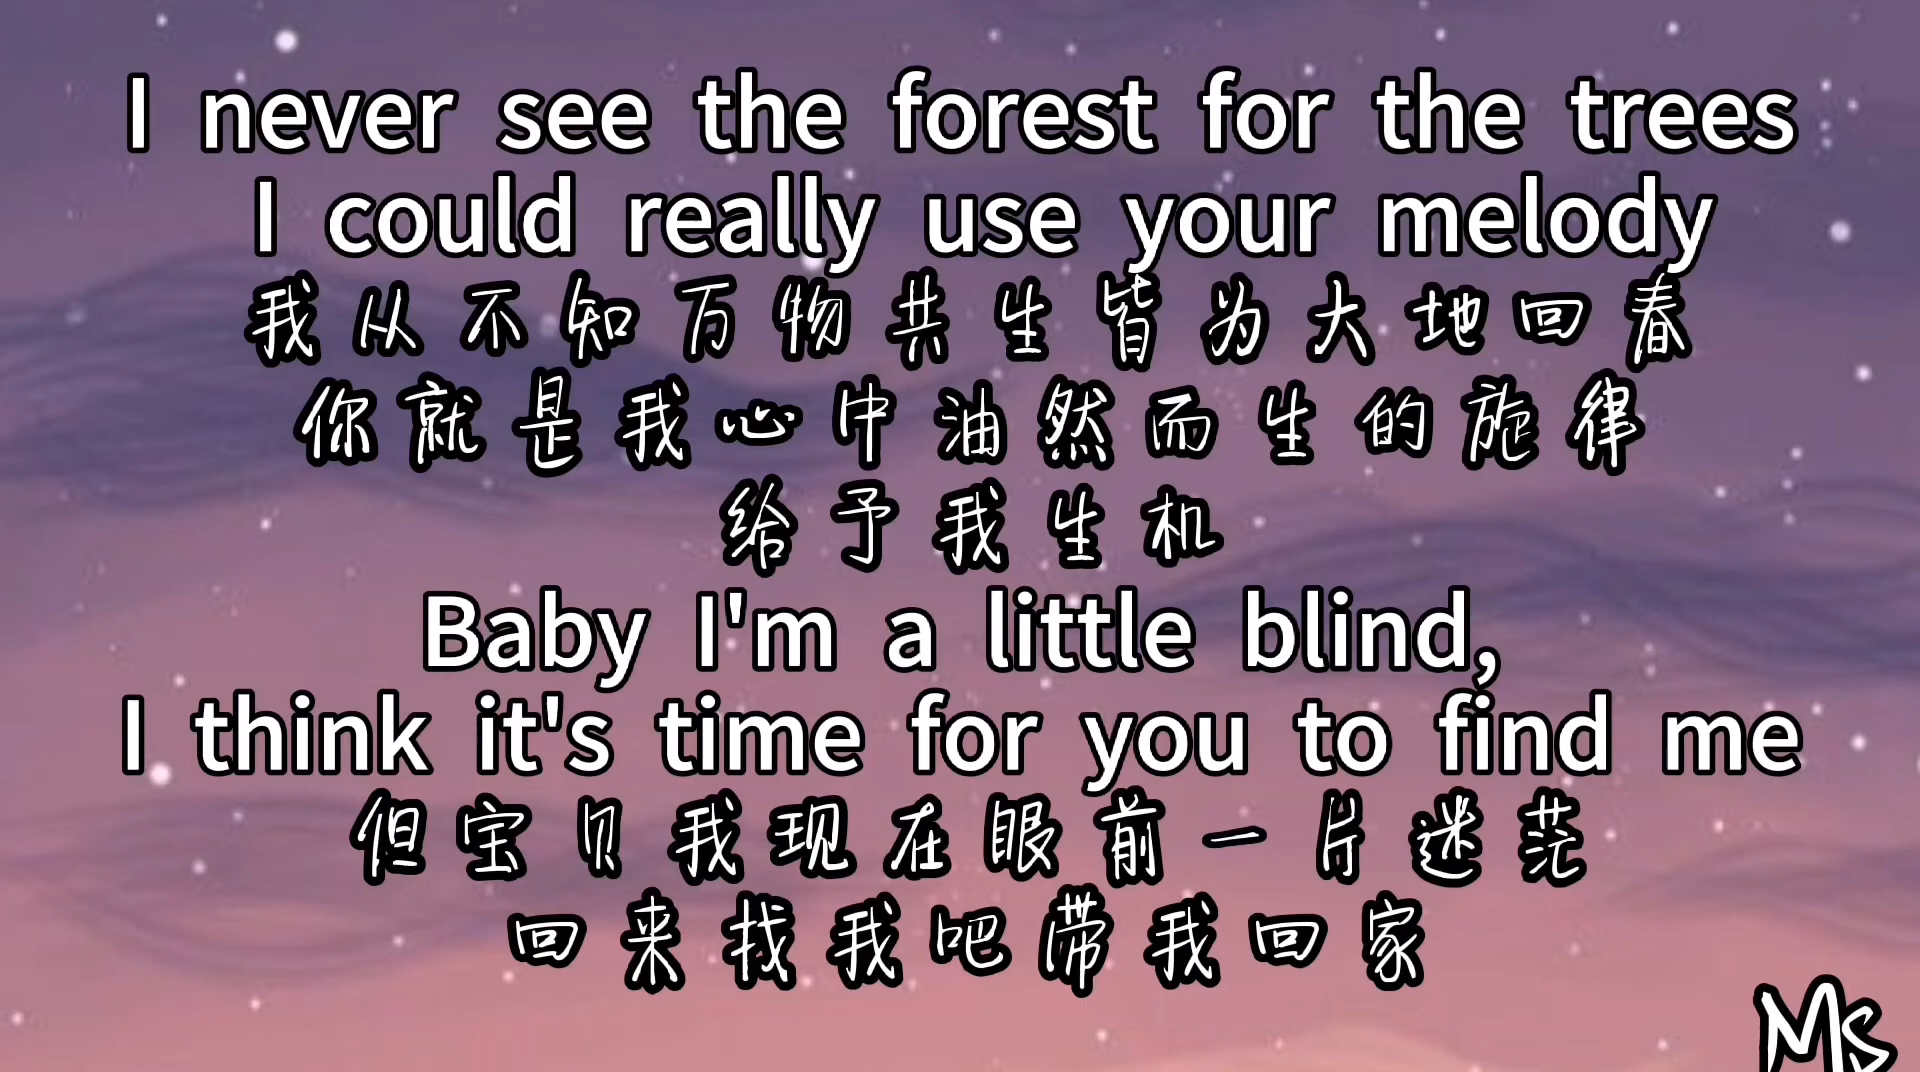 I never see the forest for the trees
I could really use your melody
我从不知万物共生皆为大地回春
你就是我心中油然而生的旋律
给予我生机
Baby I'm a little blind,
I think it's time for you to find me
但宝贝我现在眼前一片迷茫
回来找我吧带我回家
Ms